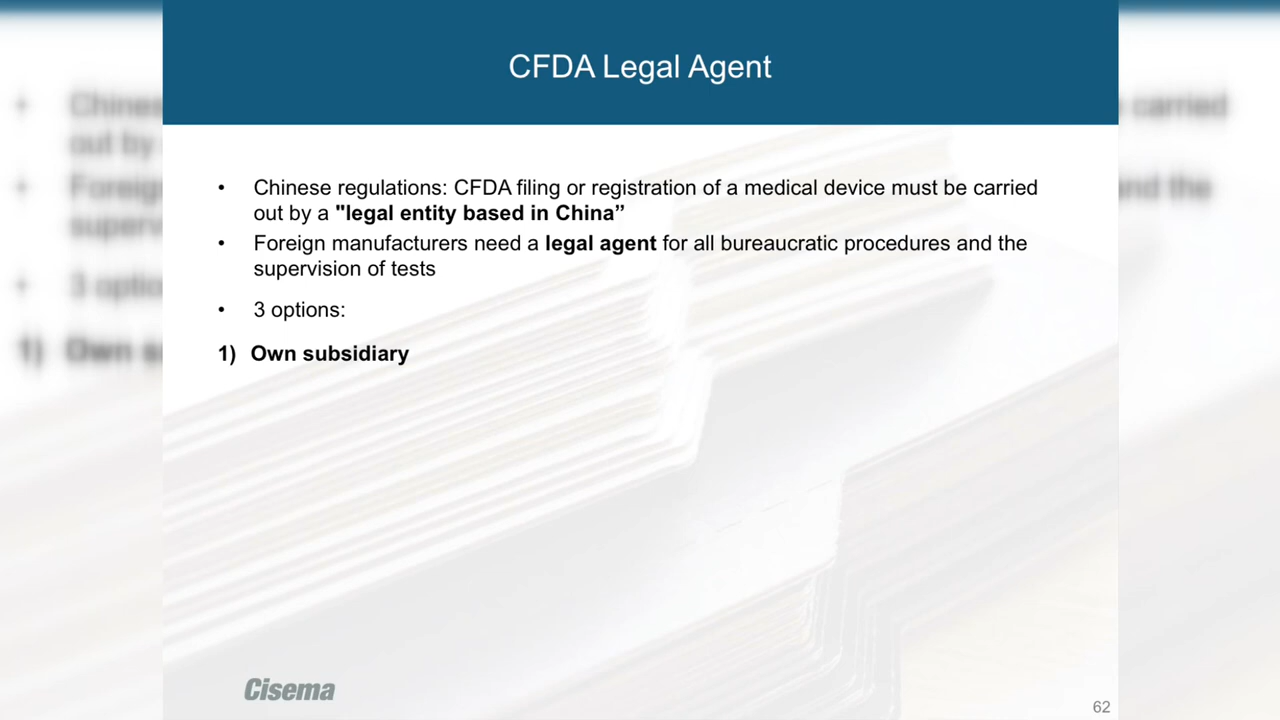 CFDA Legal Agent
• Chinese regulations: CFDA filing or registration of a medical device must be carried
out by a "legal entity based in China”
• Foreign manufacturers need a legal agent for all bureaucratic procedures and the
supervision of tests
• 3 options:
1) Own subsidiary
Cisema
62